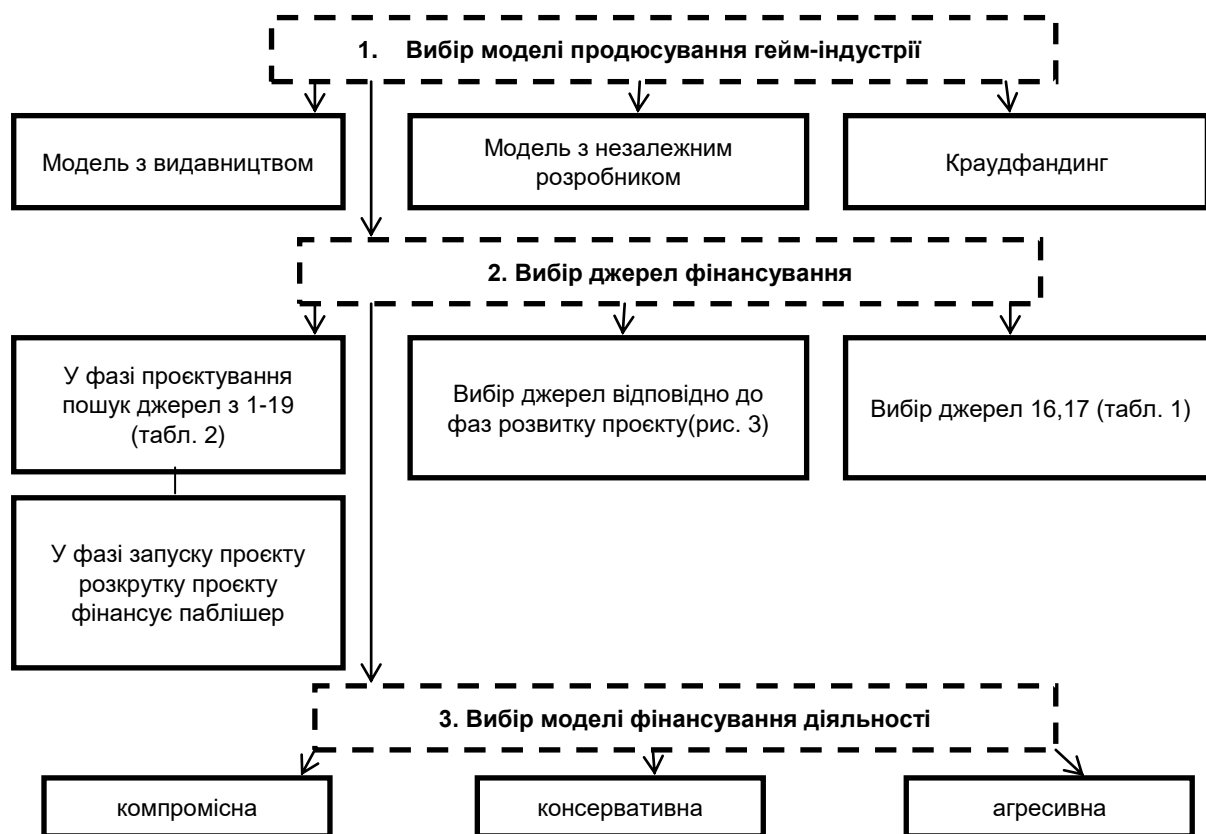 1. Вибір моделі продюсування гейм-індустрії
Модель з видавництвом
Модель з незалежним
розробником
Краудфандинг
2. Вибір джерел фінансування
У фазі проєктування
пошук джерел з 1-19
(табл. 2)
Вибір джерел відповідно до
фаз розвитку проєкту(рис. 3)
Вибір джерел 16,17 (табл. 1)
У фазі запуску проєкту
розкрутку проєкту
фінансує паблішер
3. Вибір моделі фінансування діяльності
компромісна
консервативна
агресивна